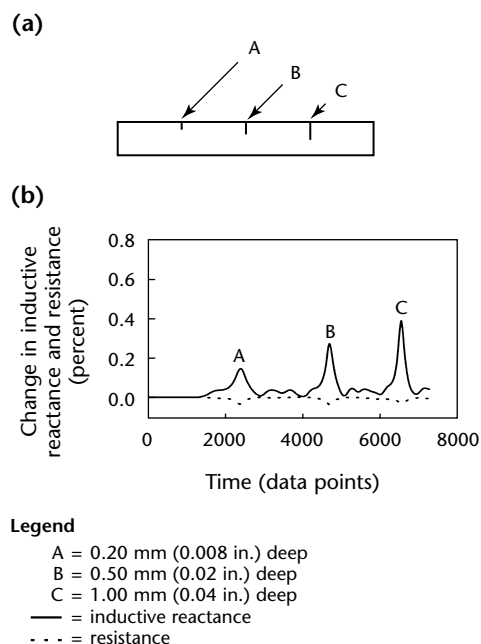 (a)
A
B
C
(b)
Change in inductive
reactance and resistance
(percent)
0.8
0.6
0.4
0.2
0.0
A
B
C
0 2000 4000 6000 8000
Time (data points)
Legend
A = 0.20 mm (0.008 in.) deep
B = 0.50 mm (0.02 in.) deep
C = 1.00 mm (0.04 in.) deep
= inductive reactance
= resistance